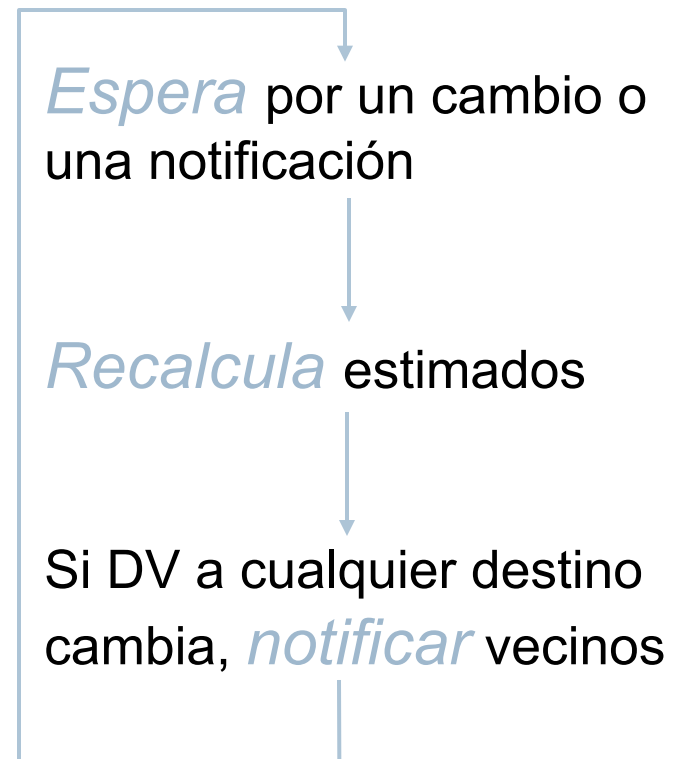 Espera por un cambio o
una notificación
Recalcula estimados
Si DV a cualquier destino
cambia, notificar vecinos